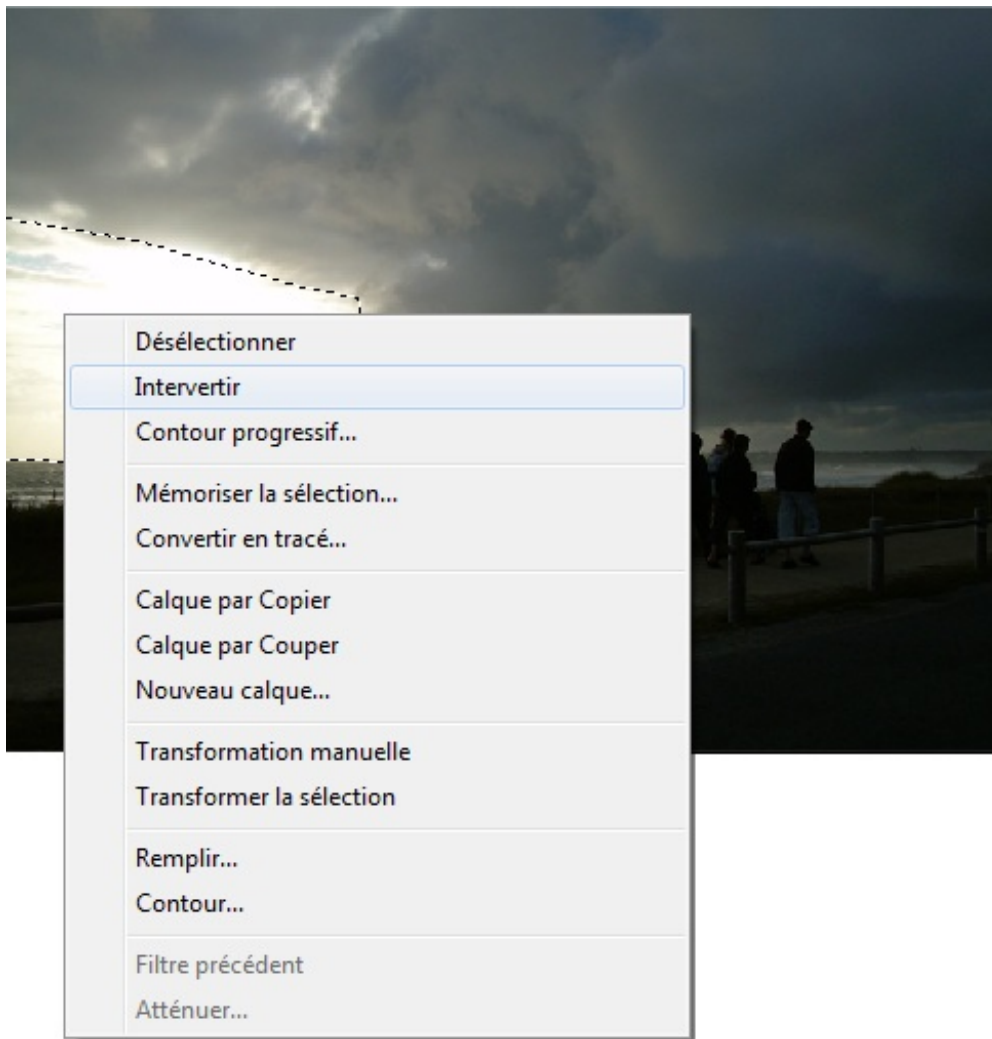 Désélectionner
Intervertir
Contour progressif...
Mémoriser la sélection...
Convertir en tracé...
Calque par Copier
Calque par Couper
Nouveau calque...
Transformation manuelle
Transformer la sélection
Remplir...
Contour...
Filtre précédent
Atténuer...